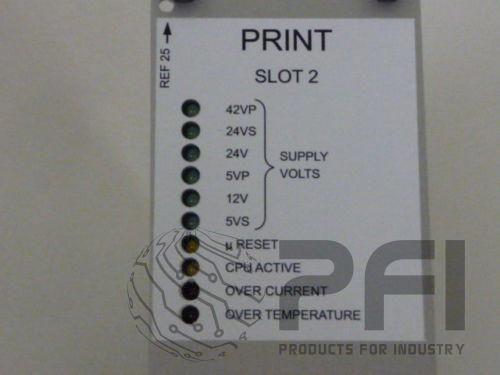 REF 25
PRINT
SLOT 2
42VP
24VS
24V
5VP
12V
5VS
SUPPLY
VOLTS
µ RESET
CPU ACTIVE
OVER CURRENT
OVER TEMPERATURE
PFI
PRODUCTS FOR INDUSTRY